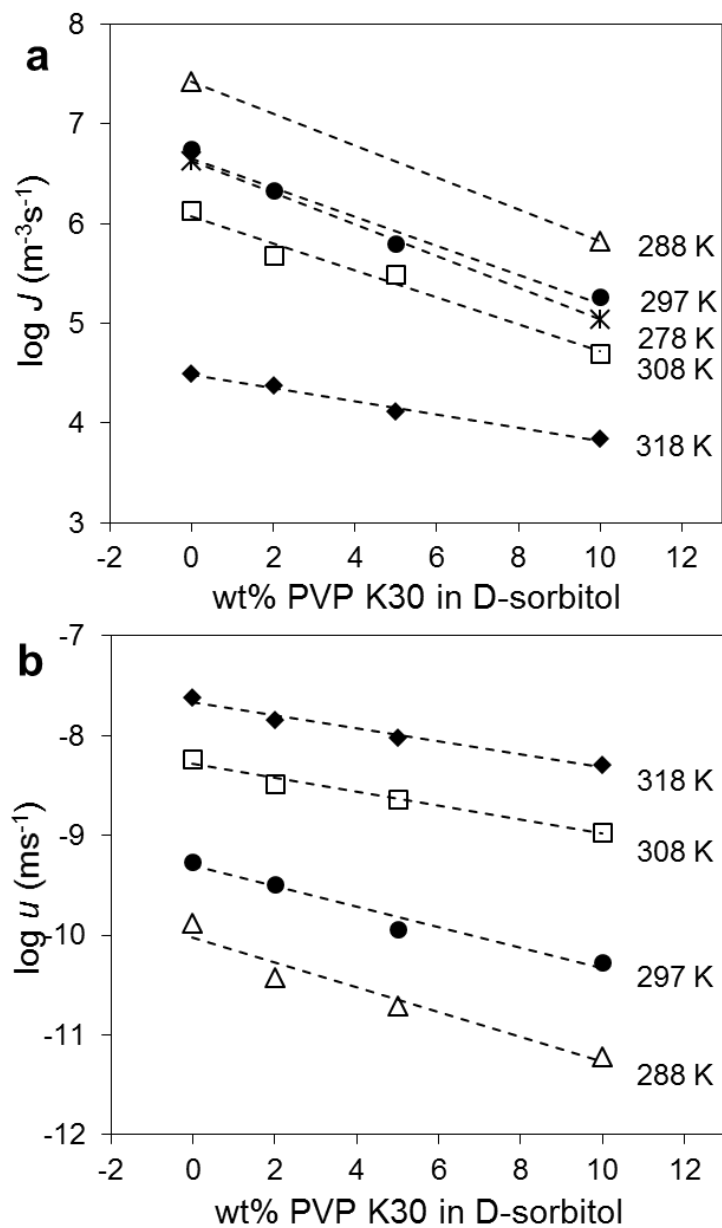 a
8
7
6
5
4
3
log J (m-3s-1)
288 K
297 K
278 K
308 K
318 K
-2 0 2 4 6 8 10 12
wt% PVP K30 in D-sorbitol
b
-7
-8
-9
-10
-11
-12
log u (ms-1)
318 K
308 K
297 K
288 K
-2 0 2 4 6 8 10 12
wt% PVP K30 in D-sorbitol